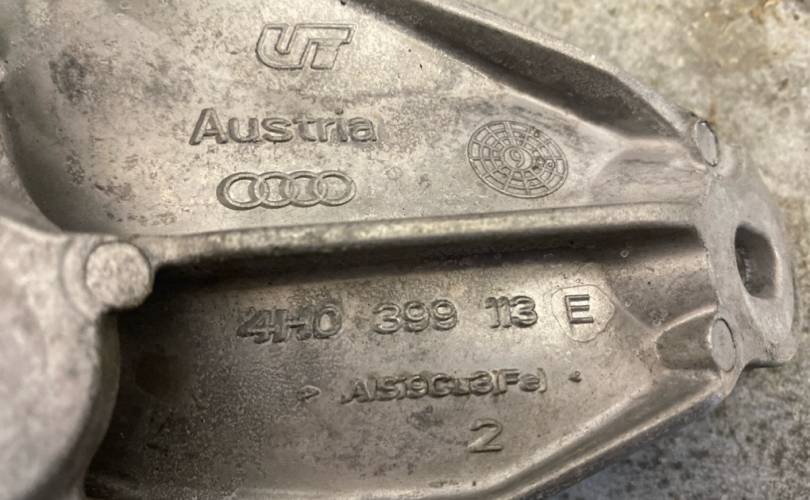 UT
Austria
4H0 399 113 E
> AlSi9Cu3(Fe) <
2